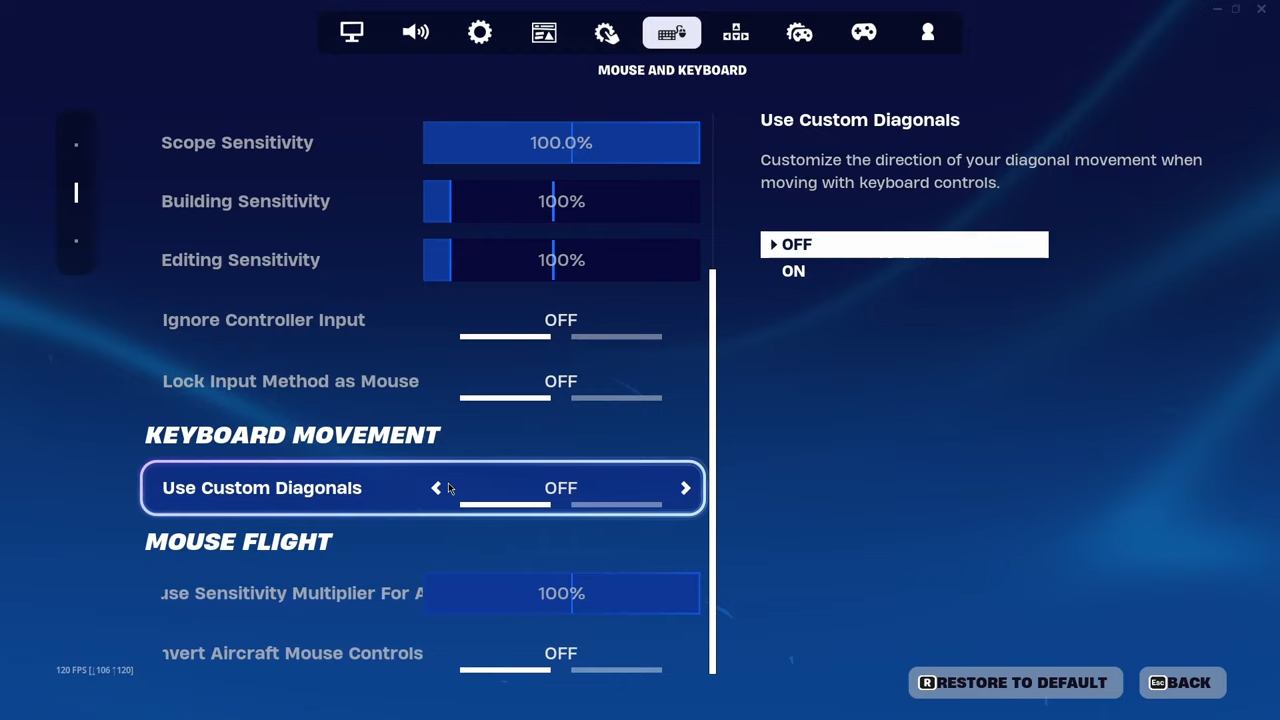 MOUSE AND KEYBOARD
Scope Sensitivity
100.0%
Building Sensitivity
100%
Editing Sensitivity
100%
Ignore Controller Input
OFF
Lock Input Method as Mouse
OFF
KEYBOARD MOVEMENT
Use Custom Diagonals
OFF
MOUSE FLIGHT
use Sensitivity Multiplier For A
100%
nvert Aircraft Mouse Controls
OFF
Use Custom Diagonals
Customize the direction of your diagonal movement when
moving with keyboard controls.
OFF
ON
120 FPS [↓106 ↑120]
R RESTORE TO DEFAULT
Esc BACK